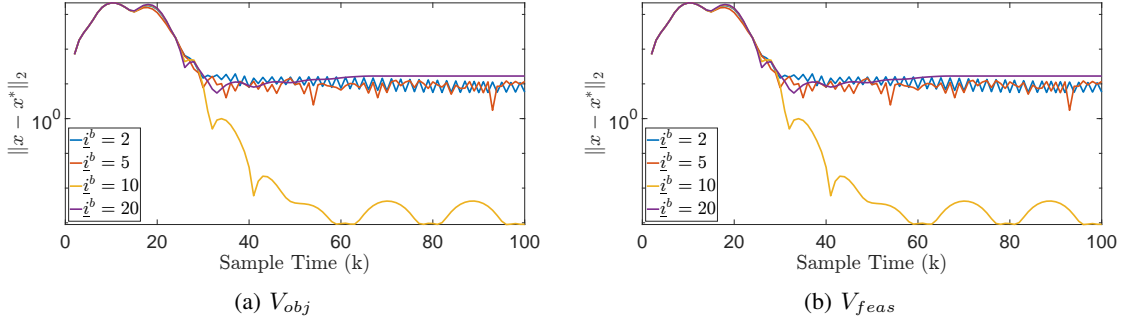 ‖x − x*‖₂
10⁰
i̲ᵇ = 2
i̲ᵇ = 5
i̲ᵇ = 10
i̲ᵇ = 20
0 20 40 60 80 100
Sample Time (k)
(a) V_obj
‖x − x*‖₂
10⁰
i̲ᵇ = 2
i̲ᵇ = 5
i̲ᵇ = 10
i̲ᵇ = 20
0 20 40 60 80 100
Sample Time (k)
(b) V_feas